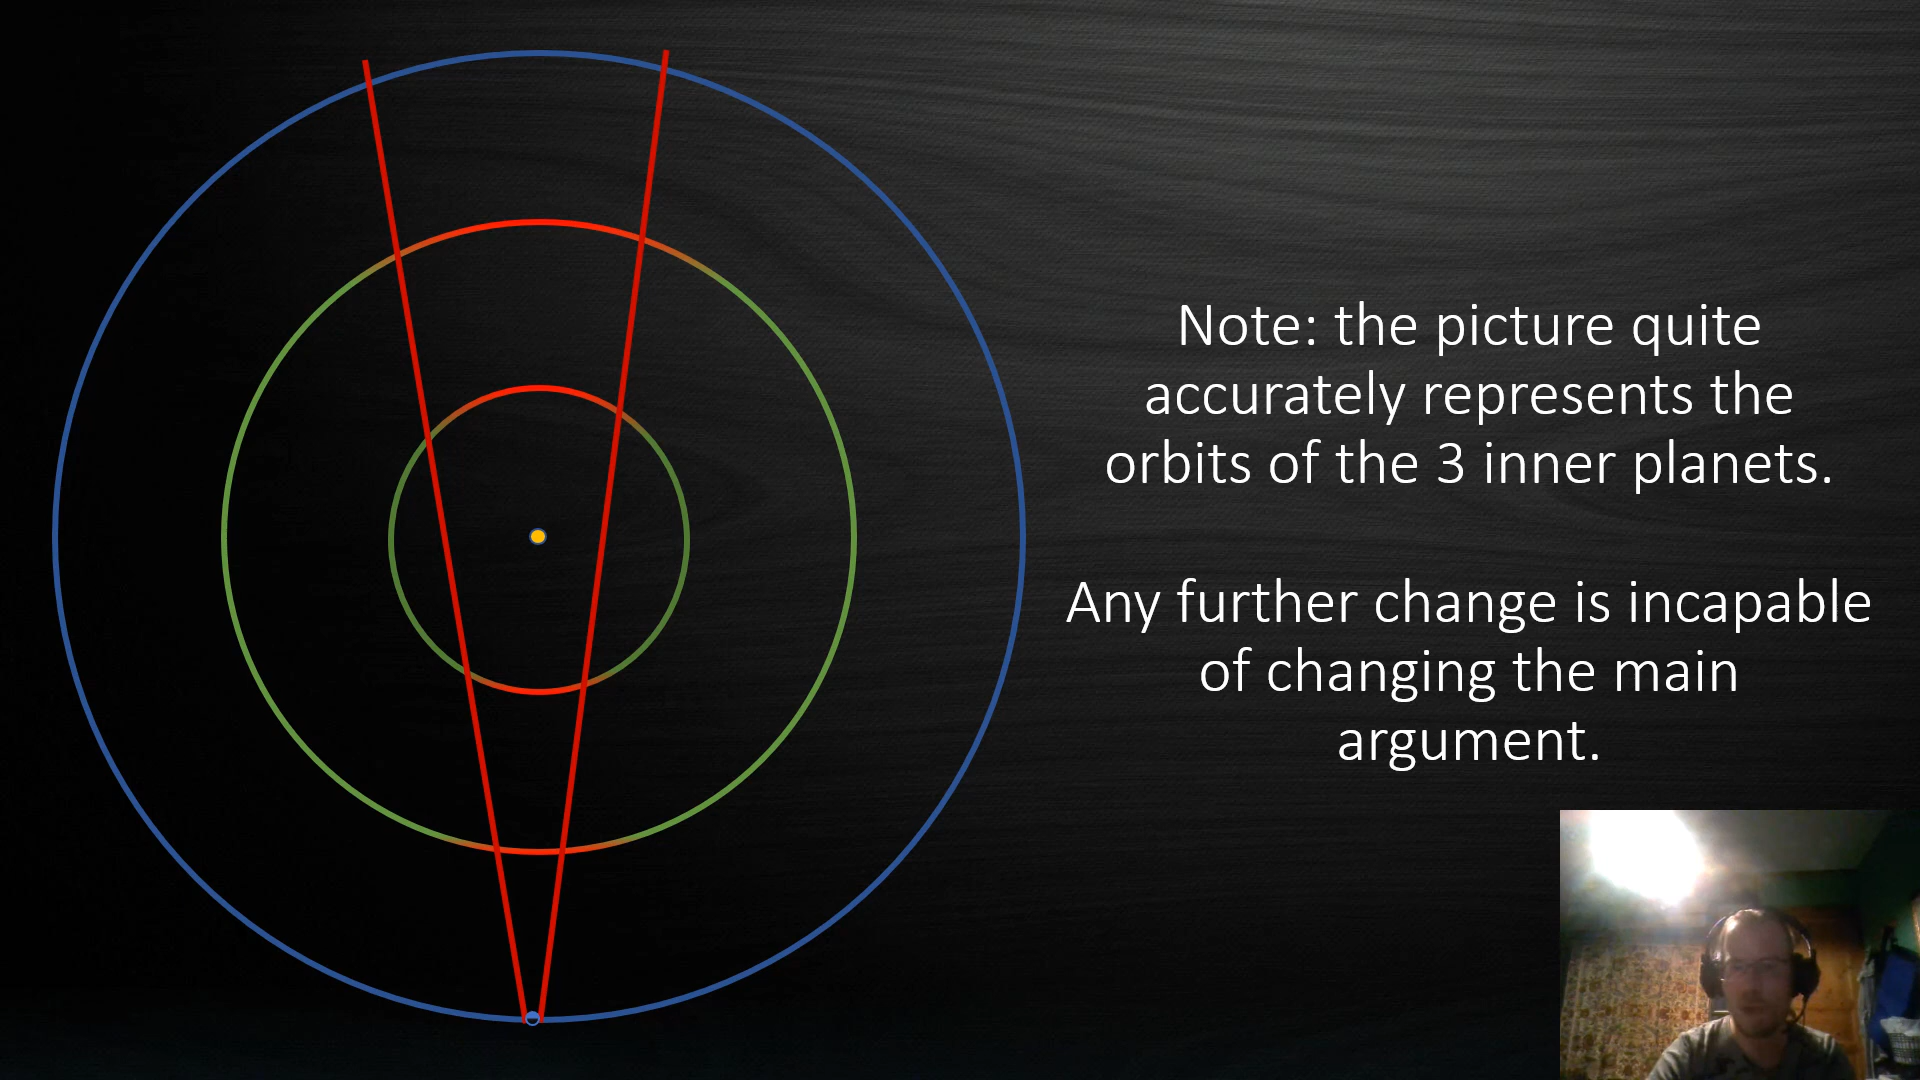 Note: the picture quite
accurately represents the
orbits of the 3 inner planets.
Any further change is incapable
of changing the main
argument.